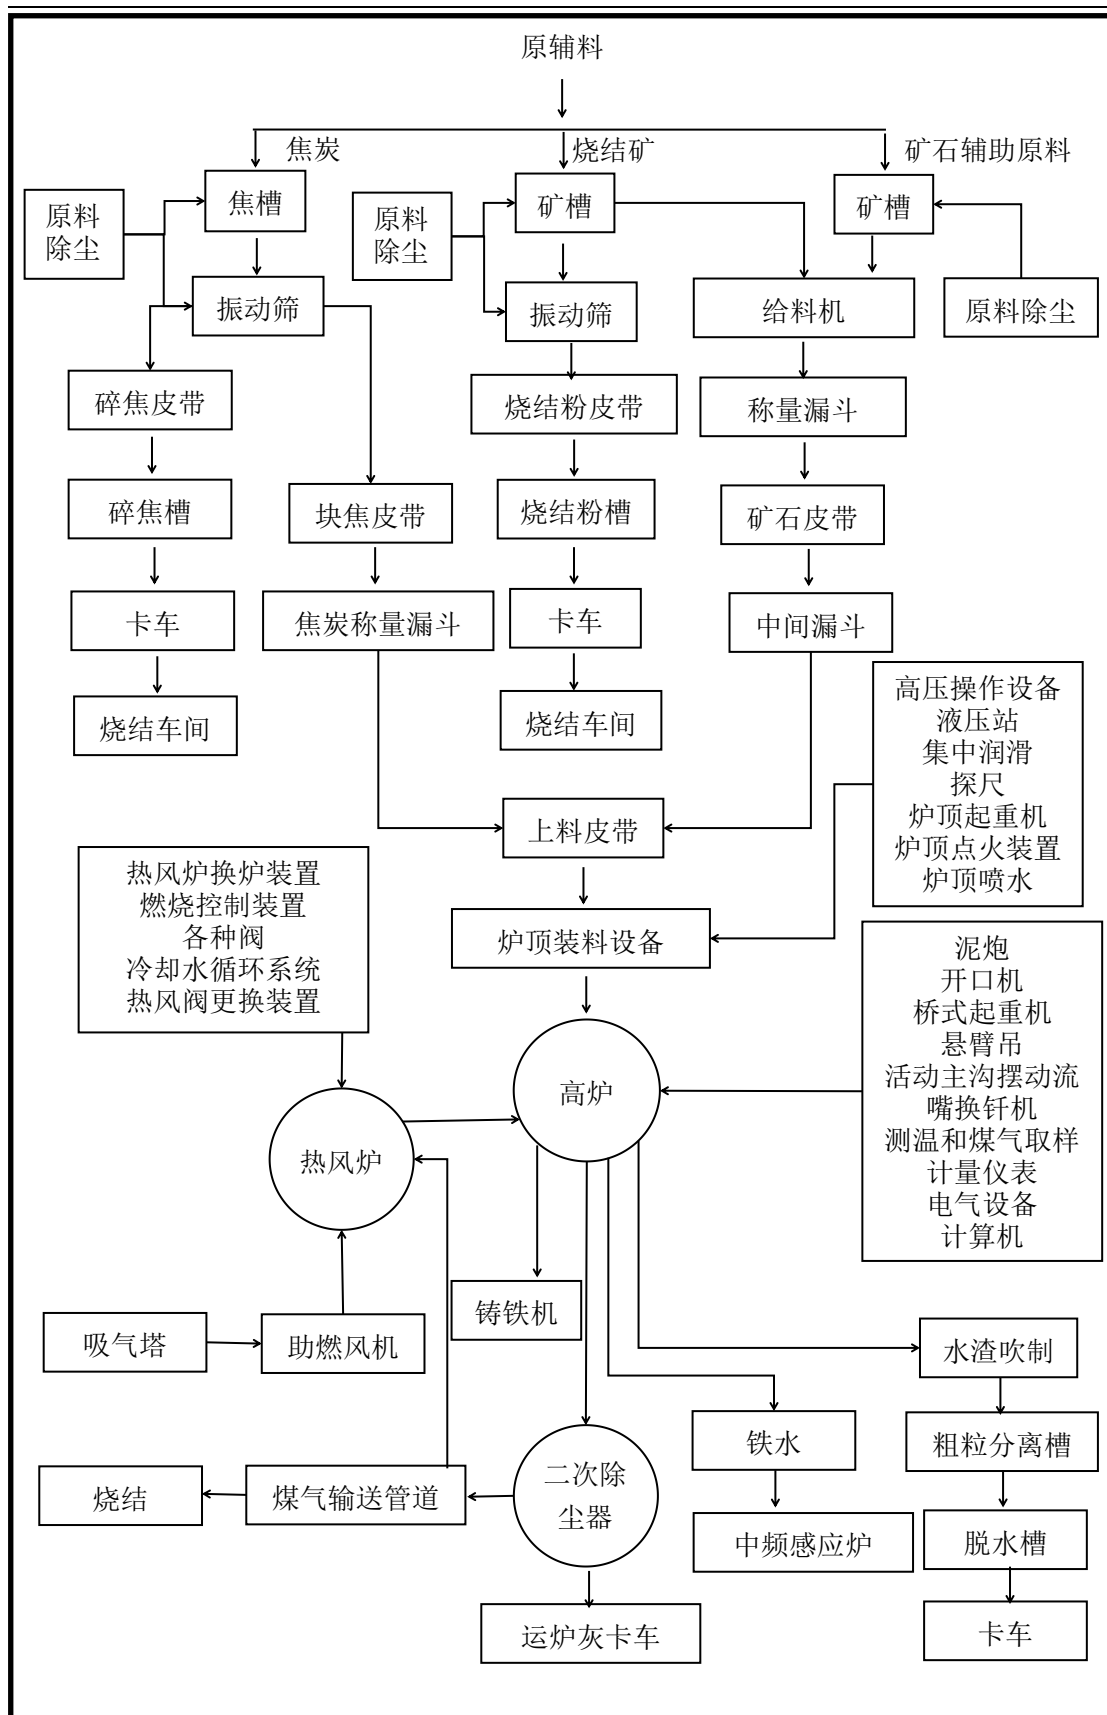 原辅料
焦炭
烧结矿
矿石辅助原料
原料
除尘
焦槽
原料
除尘
矿槽
矿槽
振动筛
振动筛
给料机
原料除尘
碎焦皮带
烧结粉皮带
称量漏斗
碎焦槽
块焦皮带
烧结粉槽
矿石皮带
卡车
焦炭称量漏斗
卡车
中间漏斗
烧结车间
烧结车间
高压操作设备
液压站
集中润滑
探尺
炉顶起重机
炉顶点火装置
炉顶喷水
上料皮带
热风炉换炉装置
燃烧控制装置
各种阀
冷却水循环系统
热风阀更换装置
炉顶装料设备
泥炮
开口机
桥式起重机
悬臂吊
活动主沟摆动流
嘴换钎机
测温和煤气取样
计量仪表
电气设备
计算机
高炉
热风炉
铸铁机
吸气塔
助燃风机
水渣吹制
铁水
粗粒分离槽
烧结
煤气输送管道
二次除
尘器
中频感应炉
脱水槽
运炉灰卡车
卡车